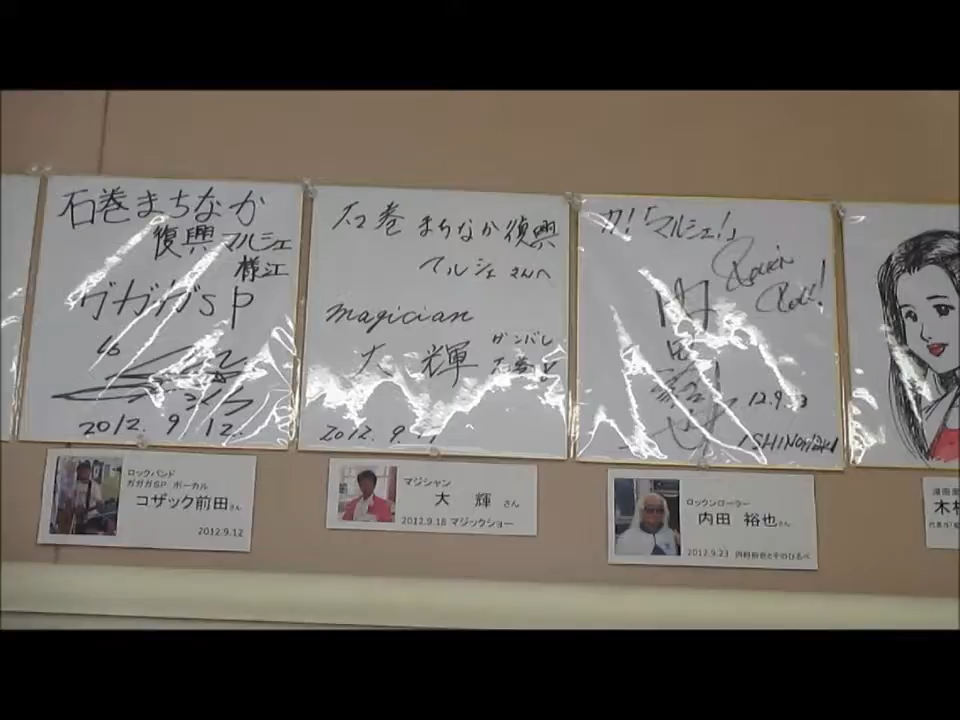 石巻まちなか
復興マルシェ
様江
ガガガSP
2012. 9. 12.
ロックバンド
ガガガSP ボーカル
コザック前田さん
2012.9.12
石巻 まちなか復興
マルシェ さんへ
magician
大 輝
ガンバレ
石巻!!
2012. 9.
マジシャン
大 輝 さん
2012.9.18 マジックショー
「マルシェ!」
Rock'n
Roll!
内
田
裕
也
ISHINOMAKI
ロックンローラー
内田 裕也さん
2012.9.23